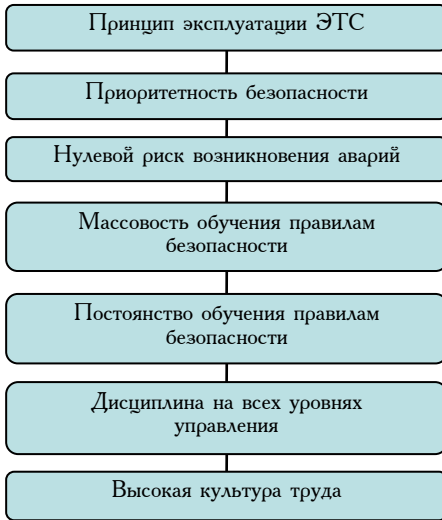 Принцип эксплуатации ЭТС
Приоритетность безопасности
Нулевой риск возникновения аварий
Массовость обучения правилам
безопасности
Постоянство обучения правилам
безопасности
Дисциплина на всех уровнях
управления
Высокая культура труда